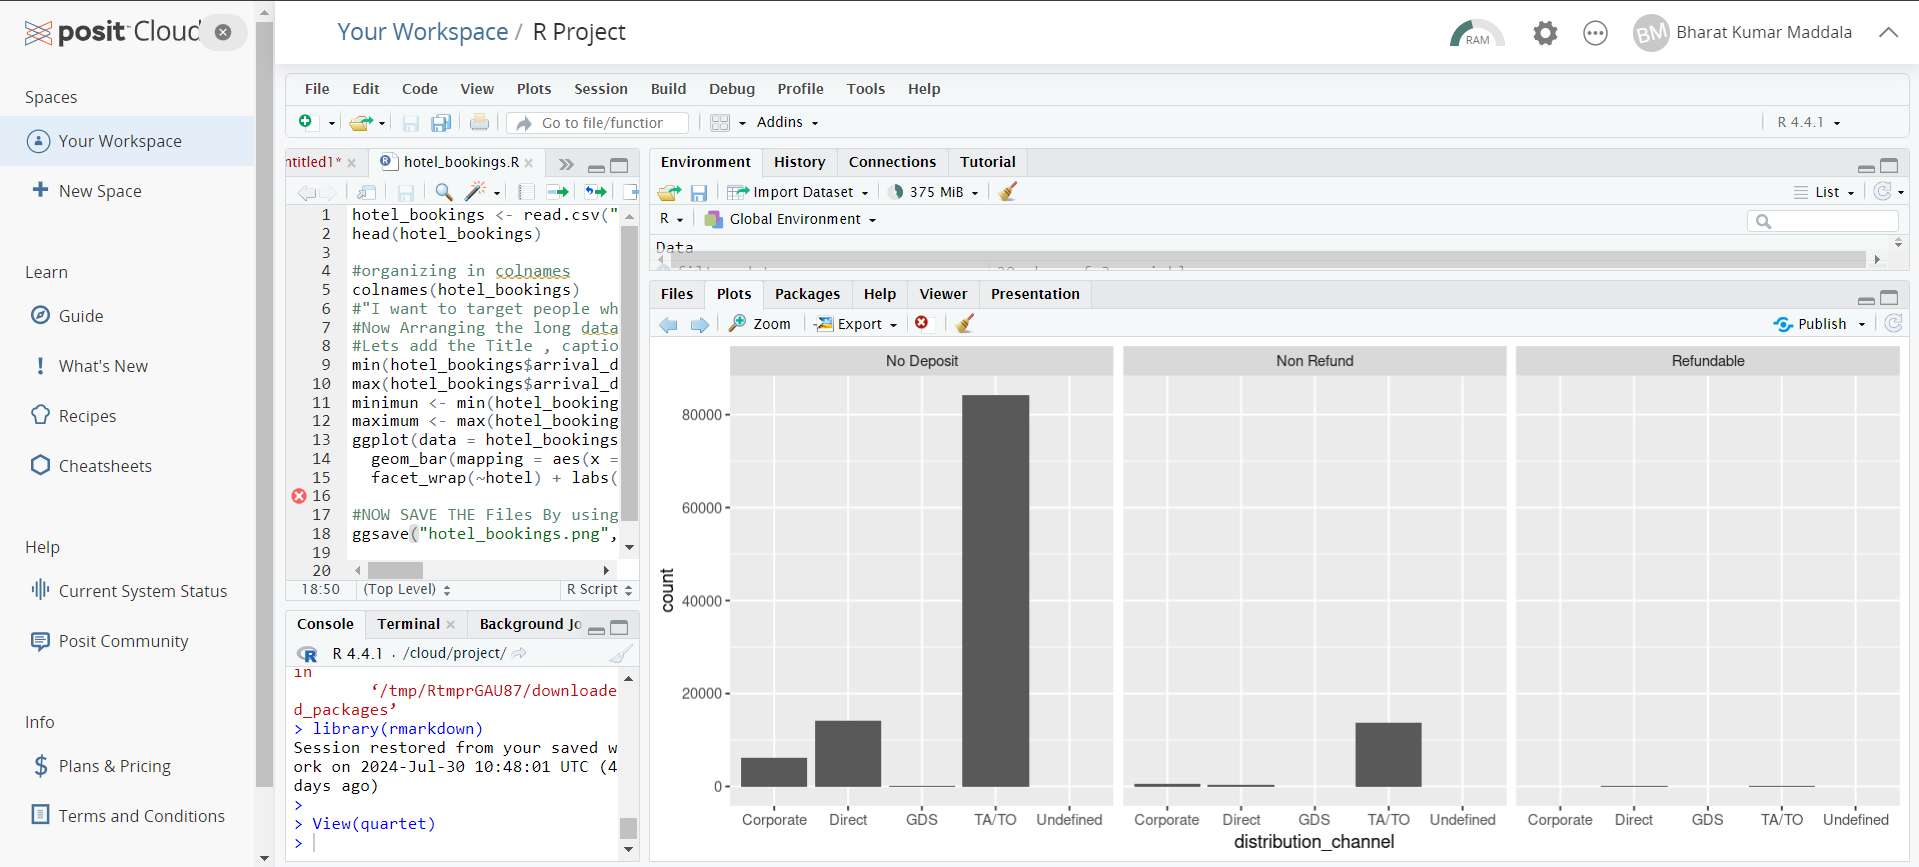 posit Cloud
Your Workspace / R Project
RAM
BM
Bharat Kumar Maddala
Spaces
Your Workspace
New Space
Learn
Guide
What's New
Recipes
Cheatsheets
Help
Current System Status
Posit Community
Info
Plans & Pricing
Terms and Conditions
File Edit Code View Plots Session Build Debug Profile Tools Help
Go to file/function
Addins
R 4.4.1
ntitled1*
hotel_bookings.R
1 hotel_bookings <- read.csv("
2 head(hotel_bookings)
3
4 #organizing in colnames
5 colnames(hotel_bookings)
6 #"I want to target people wh
7 #Now Arranging the long data
8 #Lets add the Title , captio
9 min(hotel_bookings$arrival_d
10 max(hotel_bookings$arrival_d
11 minimun <- min(hotel_booking
12 maximum <- max(hotel_booking
13 ggplot(data = hotel_bookings
14 geom_bar(mapping = aes(x =
15 facet_wrap(~hotel) + labs(
16
17 #NOW SAVE THE Files By using
18 ggsave("hotel_bookings.png",
19
20
18:50 (Top Level) R Script
Console Terminal Background Jo
R 4.4.1 . /cloud/project/
in
‘/tmp/RtmprGAU87/downloade
d_packages’
> library(rmarkdown)
Session restored from your saved w
ork on 2024-Jul-30 10:48:01 UTC (4
days ago)
>
> View(quartet)
>
Environment History Connections Tutorial
Import Dataset 375 MiB List
R Global Environment
Data
Files Plots Packages Help Viewer Presentation
Zoom Export Publish
No Deposit Non Refund Refundable
count
80000
60000
40000
20000
0
Corporate Direct GDS TA/TO Undefined Corporate Direct GDS TA/TO Undefined Corporate Direct GDS TA/TO Undefined
distribution_channel